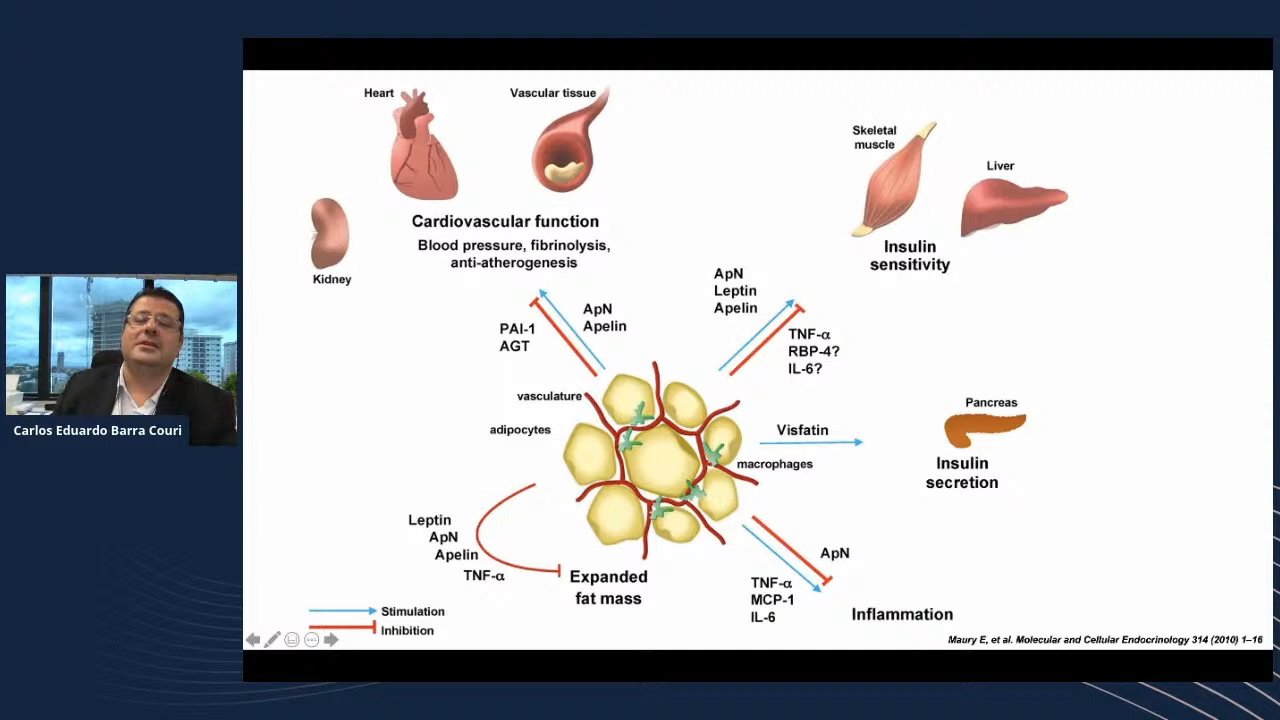 Heart
Vascular tissue
Skeletal
muscle
Liver
Kidney
Cardiovascular function
Blood pressure, fibrinolysis,
anti-atherogenesis
Insulin
sensitivity
ApN
Leptin
Apelin
ApN
Apelin
PAI-1
AGT
TNF-α
RBP-4?
IL-6?
vasculature
adipocytes
macrophages
Visfatin
Pancreas
Insulin
secretion
Carlos Eduardo Barra Couri
Leptin
ApN
Apelin
TNF-α
Expanded
fat mass
ApN
TNF-α
MCP-1
IL-6
Inflammation
Stimulation
Inhibition
Maury E, et al. Molecular and Cellular Endocrinology 314 (2010) 1–16